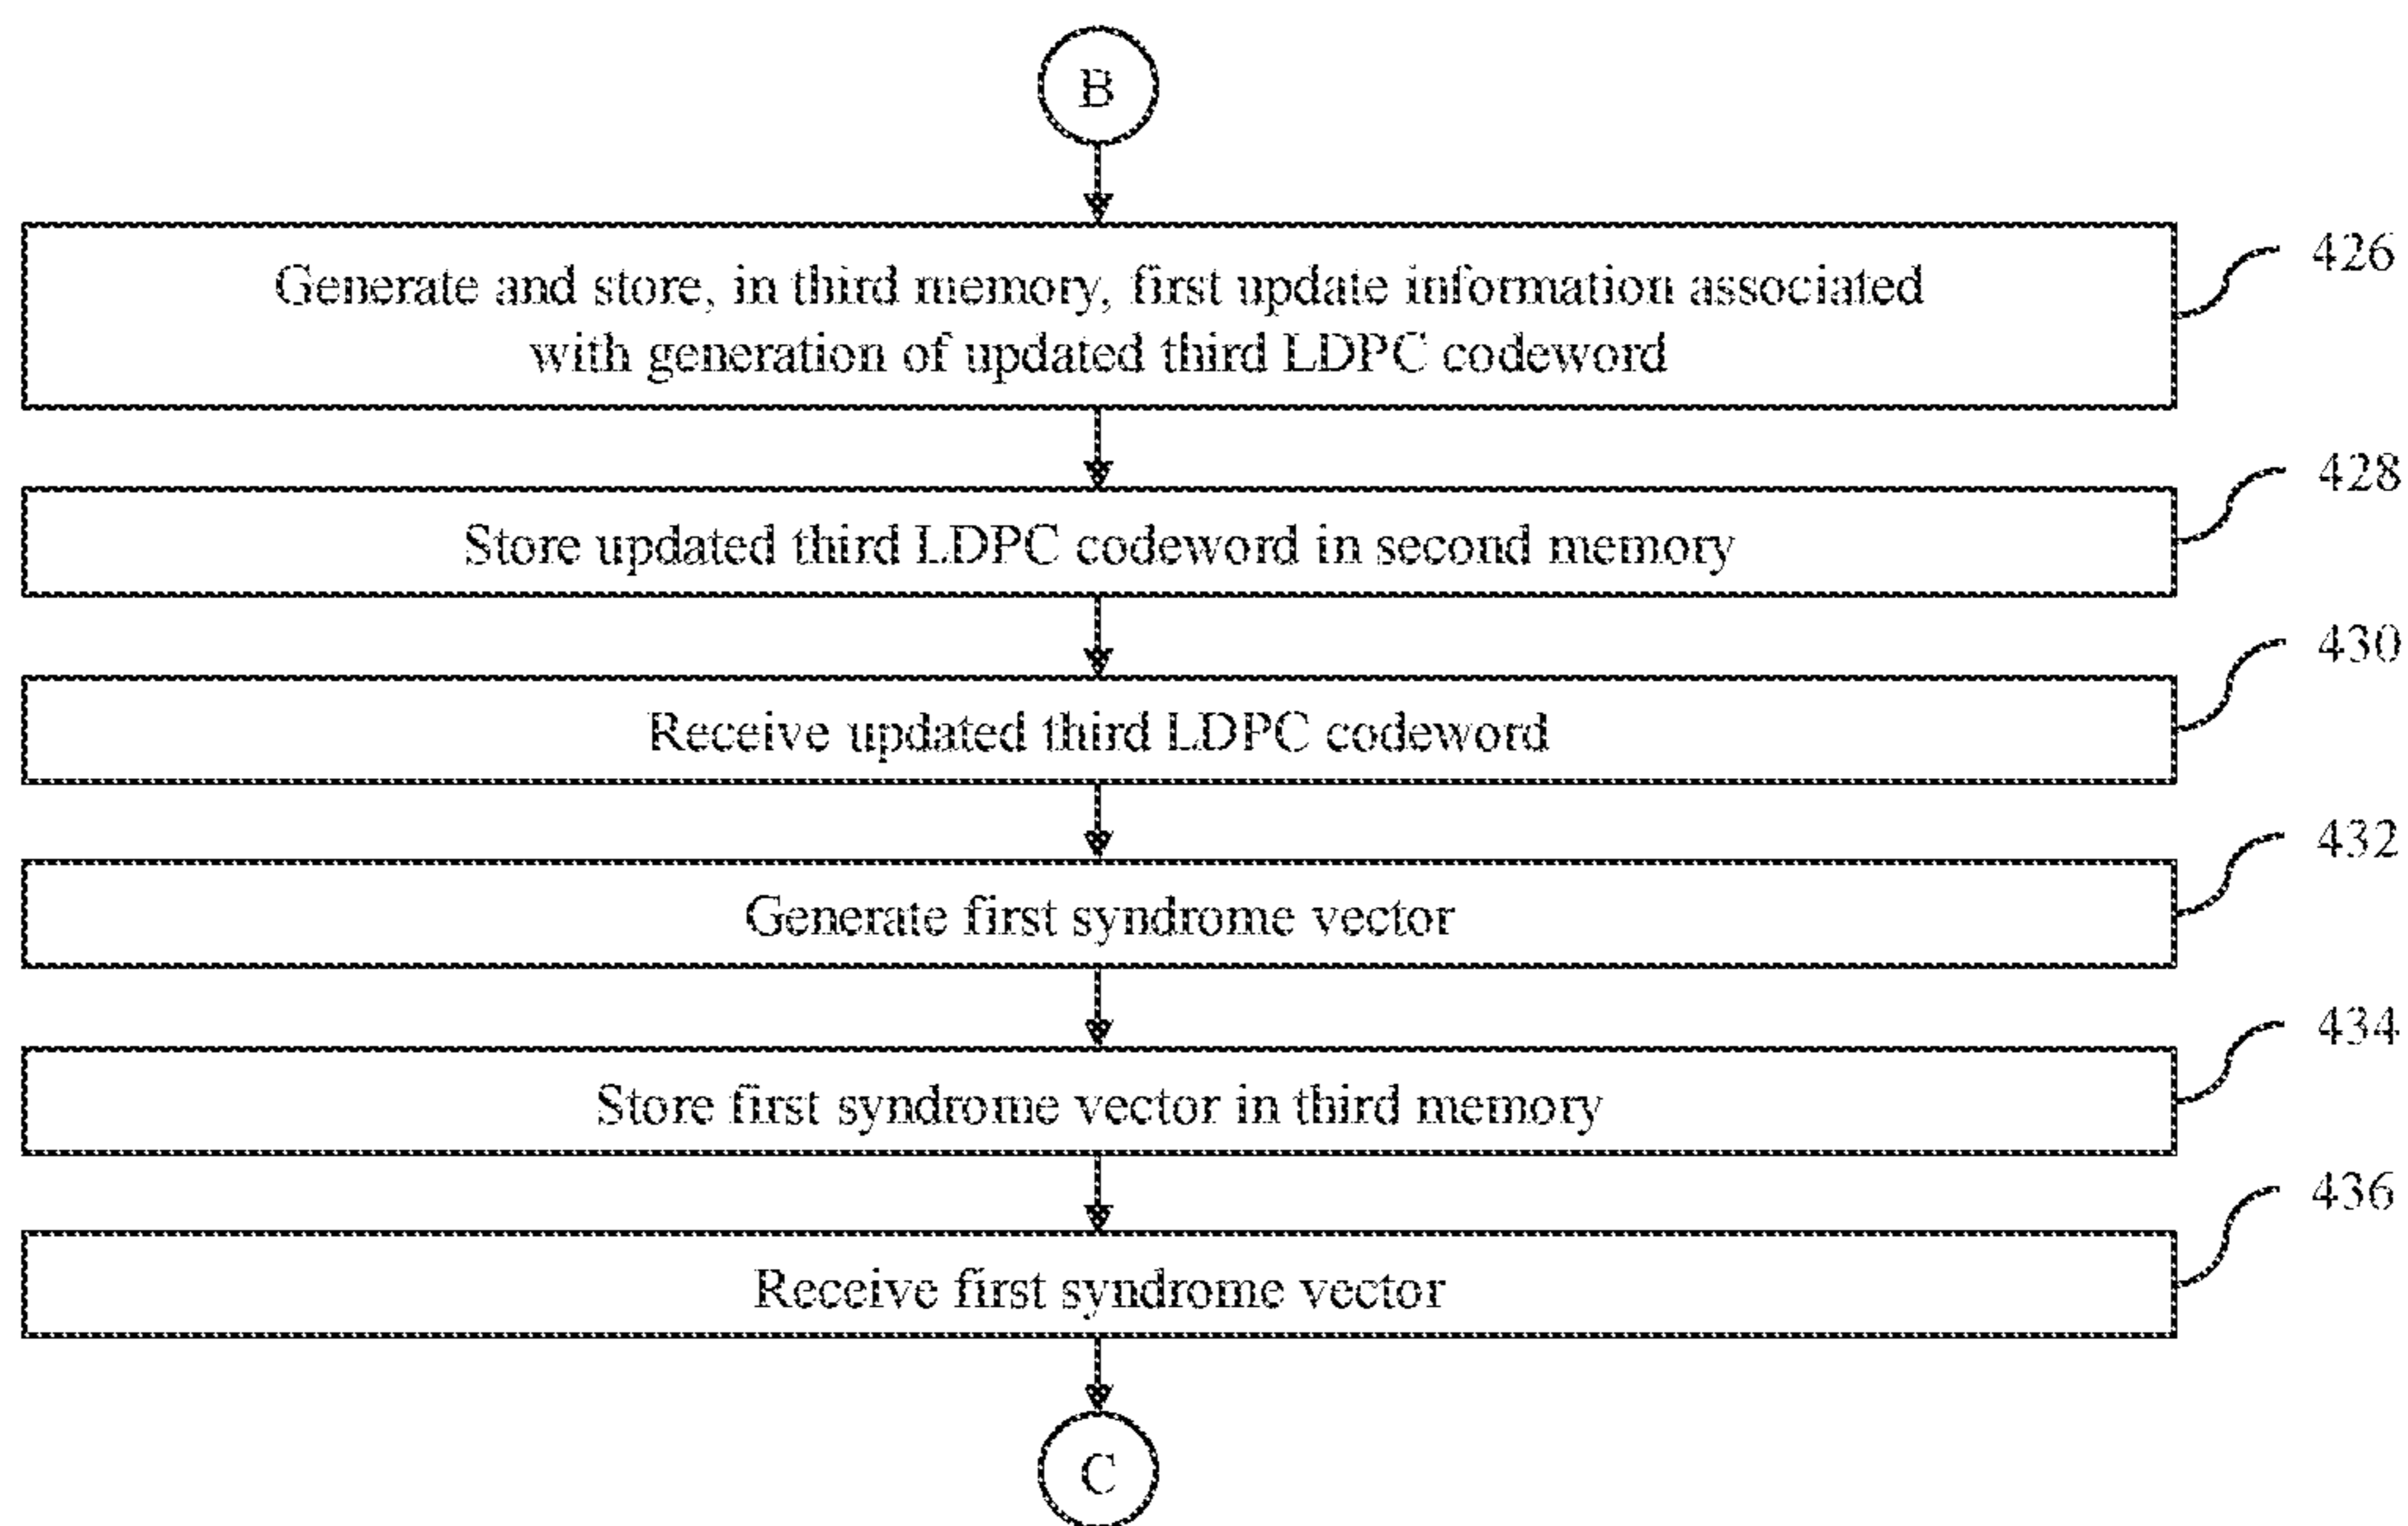 B
Generate and store, in third memory, first update information associated
with generation of updated third LDPC codeword
426
Store updated third LDPC codeword in second memory
428
Receive updated third LDPC codeword
430
Generate first syndrome vector
432
Store first syndrome vector in third memory
434
Receive first syndrome vector
436
C